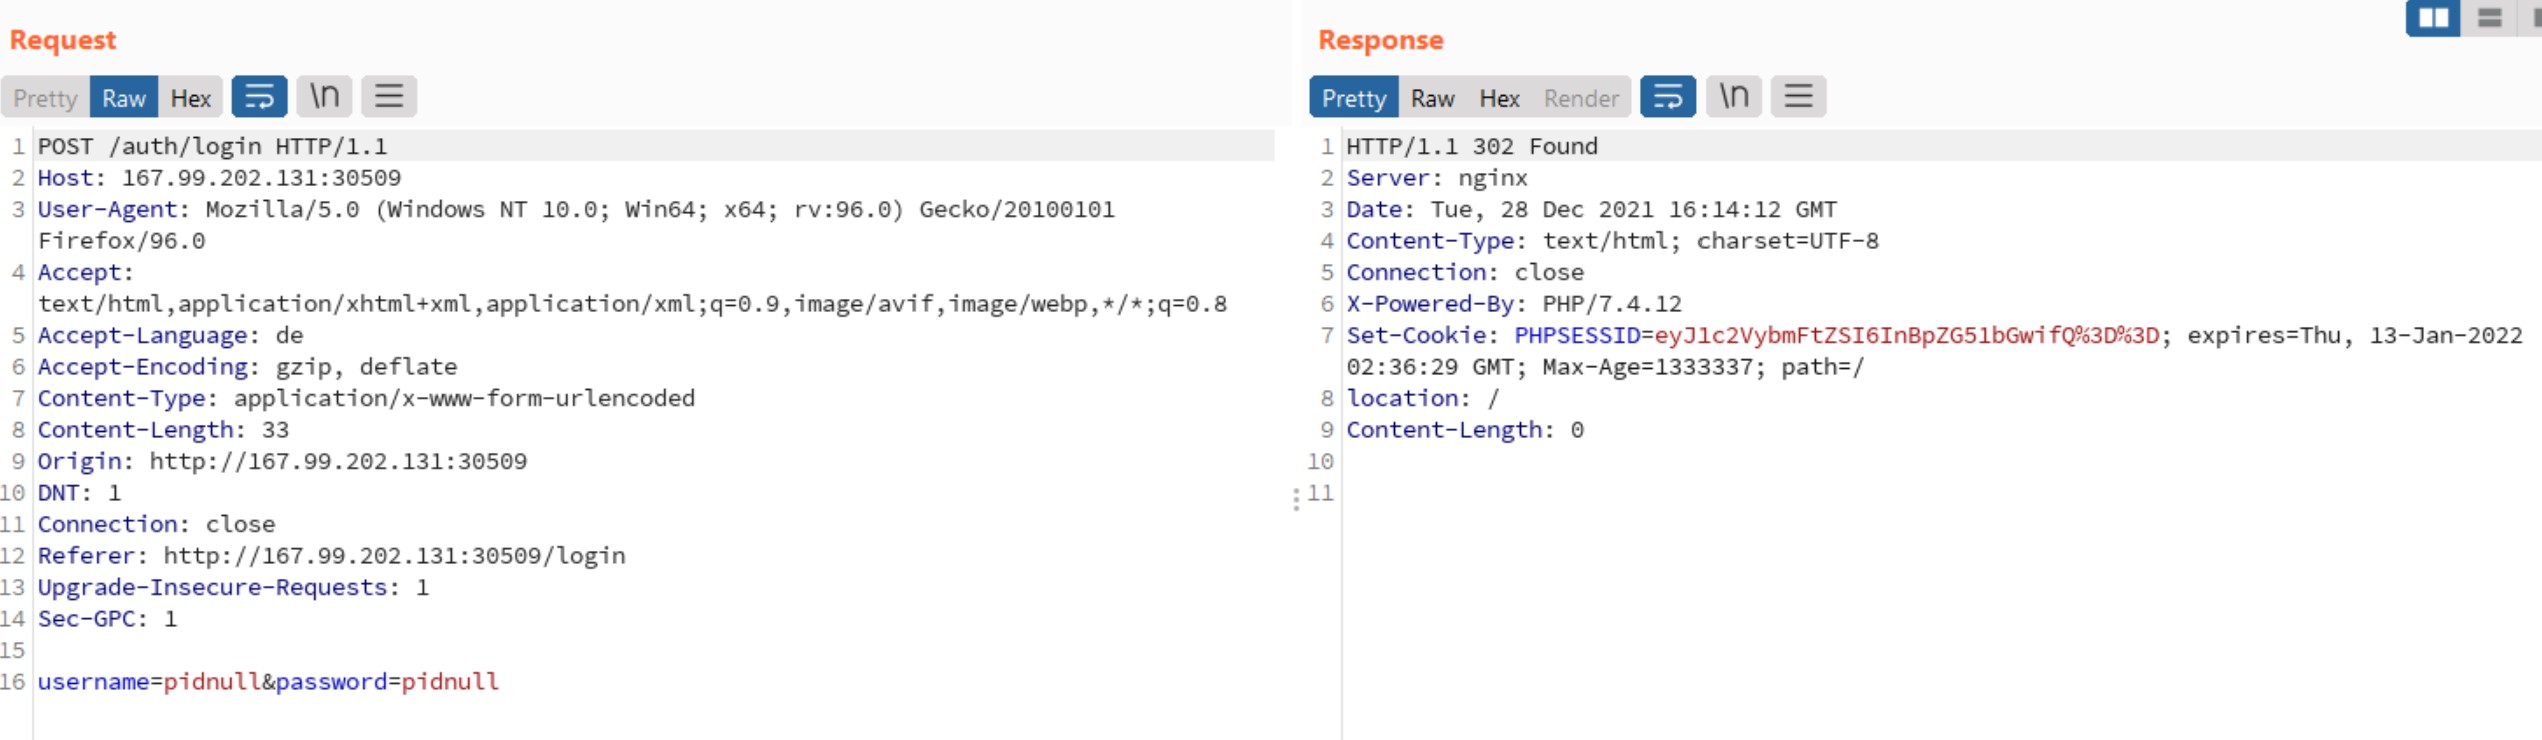 Request
Pretty Raw Hex \n
1 POST /auth/login HTTP/1.1
2 Host: 167.99.202.131:30509
3 User-Agent: Mozilla/5.0 (Windows NT 10.0; Win64; x64; rv:96.0) Gecko/20100101
Firefox/96.0
4 Accept:
text/html,application/xhtml+xml,application/xml;q=0.9,image/avif,image/webp,*/*;q=0.8
5 Accept-Language: de
6 Accept-Encoding: gzip, deflate
7 Content-Type: application/x-www-form-urlencoded
8 Content-Length: 33
9 Origin: http://167.99.202.131:30509
10 DNT: 1
11 Connection: close
12 Referer: http://167.99.202.131:30509/login
13 Upgrade-Insecure-Requests: 1
14 Sec-GPC: 1
15
16 username=pidnull&password=pidnull
Response
Pretty Raw Hex Render \n
1 HTTP/1.1 302 Found
2 Server: nginx
3 Date: Tue, 28 Dec 2021 16:14:12 GMT
4 Content-Type: text/html; charset=UTF-8
5 Connection: close
6 X-Powered-By: PHP/7.4.12
7 Set-Cookie: PHPSESSID=eyJ1c2VybmFtZSI6InBpZG51bGwifQ%3D%3D; expires=Thu, 13-Jan-2022
02:36:29 GMT; Max-Age=1333337; path=/
8 location: /
9 Content-Length: 0
10
11